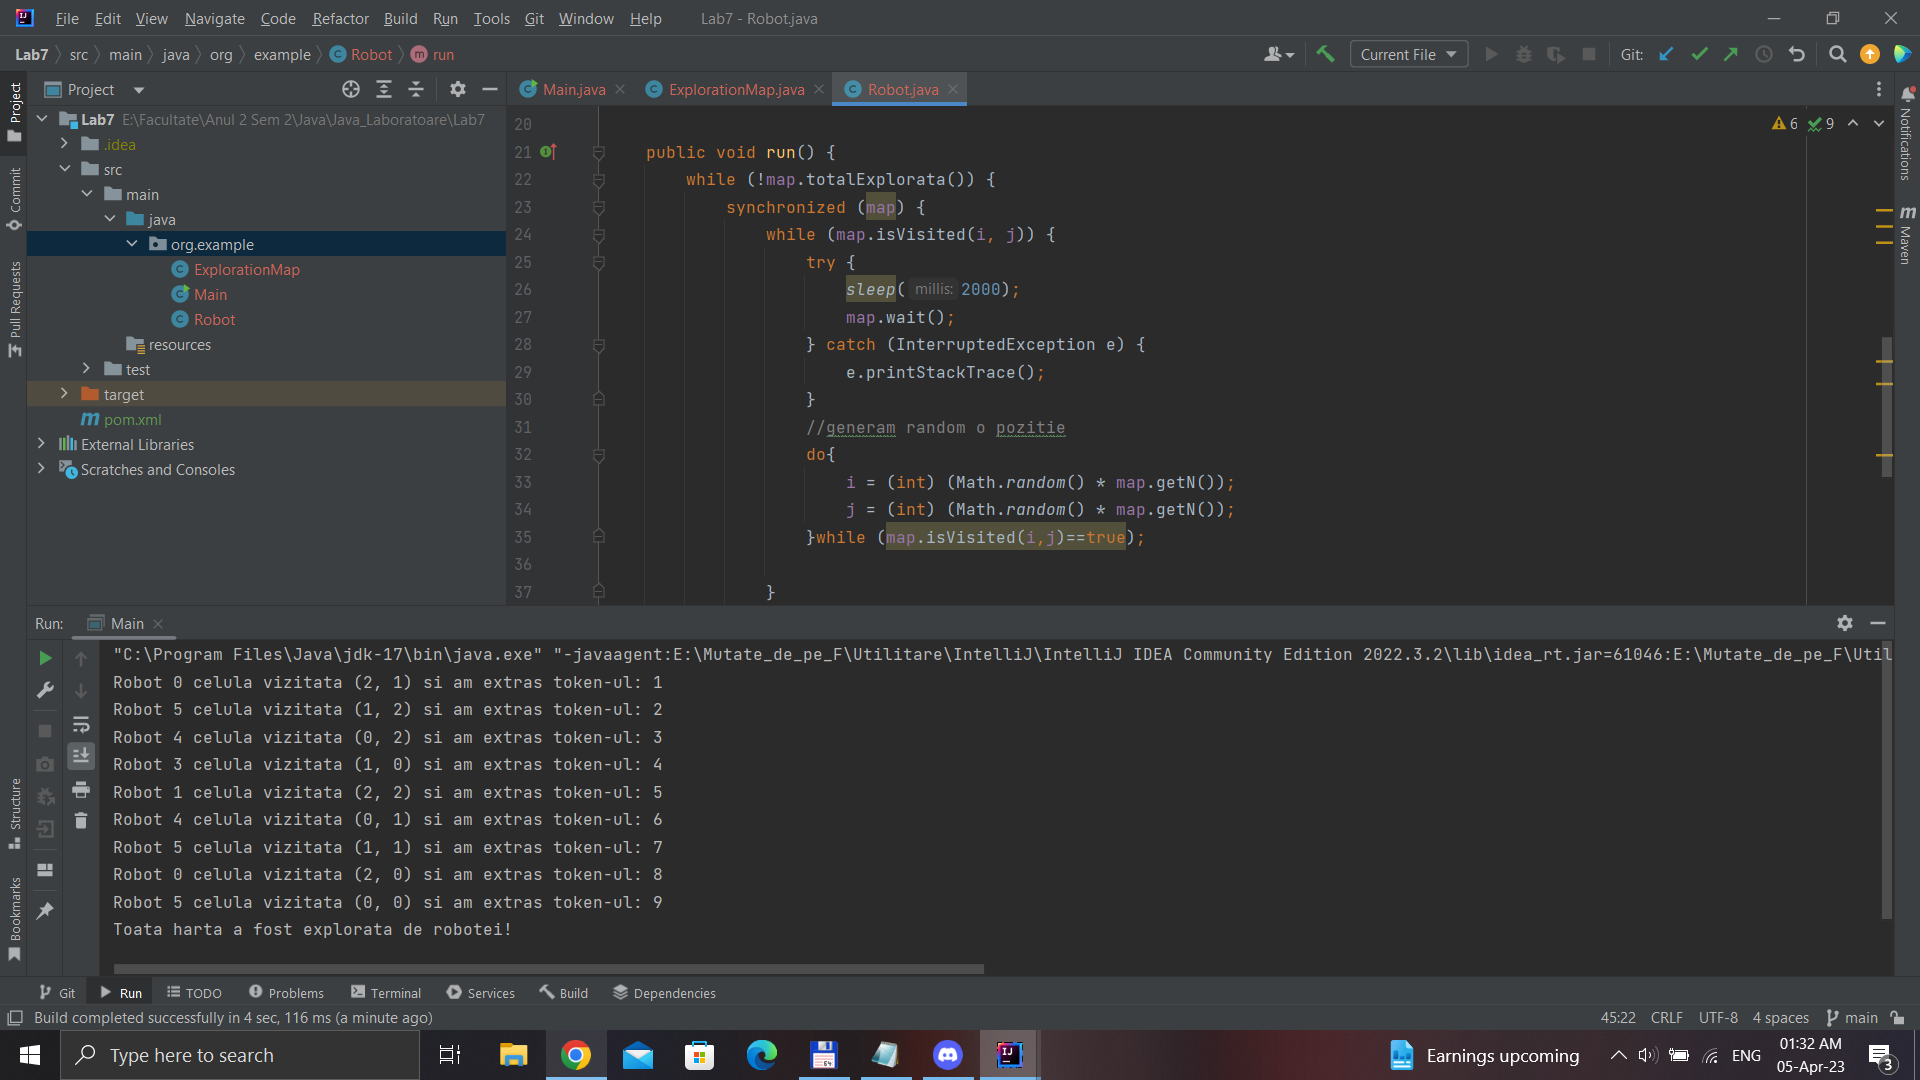 File Edit View Navigate Code Refactor Build Run Tools Git Window Help Lab7 - Robot.java
Lab7 src main java org example Robot run Current File Git:
Project Main.java ExplorationMap.java Robot.java
Project
Commit
Pull Requests
Structure
Bookmarks
Lab7 E:\Facultate\Anul 2 Sem 2\Java\Java_Laboratoare\Lab7
.idea
src
main
java
org.example
ExplorationMap
Main
Robot
resources
test
target
pom.xml
External Libraries
Scratches and Consoles
6 9
20
21 public void run() {
22 while (!map.totalExplorata()) {
23 synchronized (map) {
24 while (map.isVisited(i, j)) {
25 try {
26 sleep( millis: 2000);
27 map.wait();
28 } catch (InterruptedException e) {
29 e.printStackTrace();
30 }
31 //generam random o pozitie
32 do{
33 i = (int) (Math.random() * map.getN());
34 j = (int) (Math.random() * map.getN());
35 }while (map.isVisited(i,j)==true);
36
37 }
Notifications
Maven
Run: Main
"C:\Program Files\Java\jdk-17\bin\java.exe" "-javaagent:E:\Mutate_de_pe_F\Utilitare\IntelliJ\IntelliJ IDEA Community Edition 2022.3.2\lib\idea_rt.jar=61046:E:\Mutate_de_pe_F\Util
Robot 0 celula vizitata (2, 1) si am extras token-ul: 1
Robot 5 celula vizitata (1, 2) si am extras token-ul: 2
Robot 4 celula vizitata (0, 2) si am extras token-ul: 3
Robot 3 celula vizitata (1, 0) si am extras token-ul: 4
Robot 1 celula vizitata (2, 2) si am extras token-ul: 5
Robot 4 celula vizitata (0, 1) si am extras token-ul: 6
Robot 5 celula vizitata (1, 1) si am extras token-ul: 7
Robot 0 celula vizitata (2, 0) si am extras token-ul: 8
Robot 5 celula vizitata (0, 0) si am extras token-ul: 9
Toata harta a fost explorata de robotei!
Git Run TODO Problems Terminal Services Build Dependencies
Build completed successfully in 4 sec, 116 ms (a minute ago) 45:22 CRLF UTF-8 4 spaces main
Type here to search Earnings upcoming ENG 01:32 AM
05-Apr-23 3